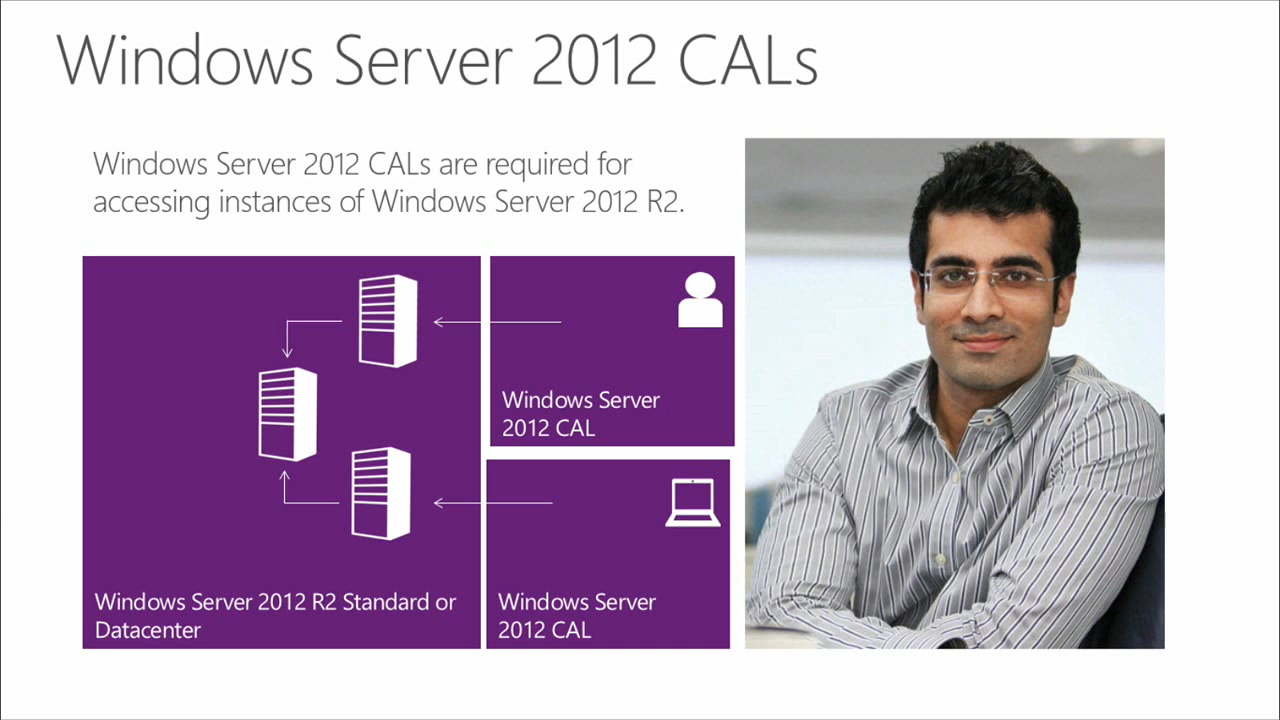 Windows Server 2012 CALs
Windows Server 2012 CALs are required for
accessing instances of Windows Server 2012 R2.
Windows Server
2012 CAL
Windows Server 2012 R2 Standard or
Datacenter
Windows Server
2012 CAL